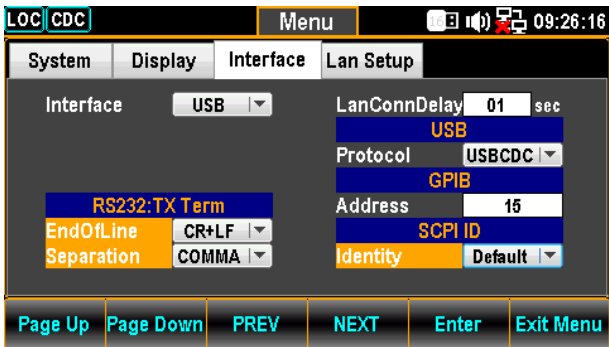 LOC CDC Menu 16 09:26:16
System Display Interface Lan Setup
Interface USB
LanConnDelay 01 sec
USB
Protocol USBCDC
GPIB
RS232:TX Term
Address 15
EndOfLine CR+LF
SCPI ID
Separation COMMA
Identity Default
Page Up Page Down PREV NEXT Enter Exit Menu